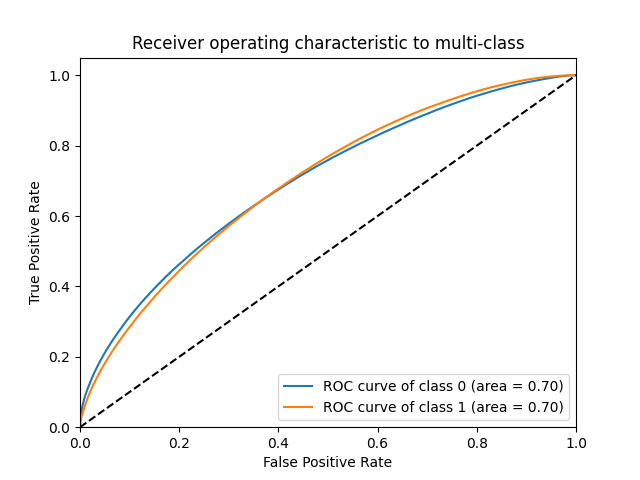 Receiver operating characteristic to multi-class
True Positive Rate
1.0
0.8
0.6
0.4
0.2
0.0
ROC curve of class 0 (area = 0.70)
ROC curve of class 1 (area = 0.70)
0.0 0.2 0.4 0.6 0.8 1.0
False Positive Rate